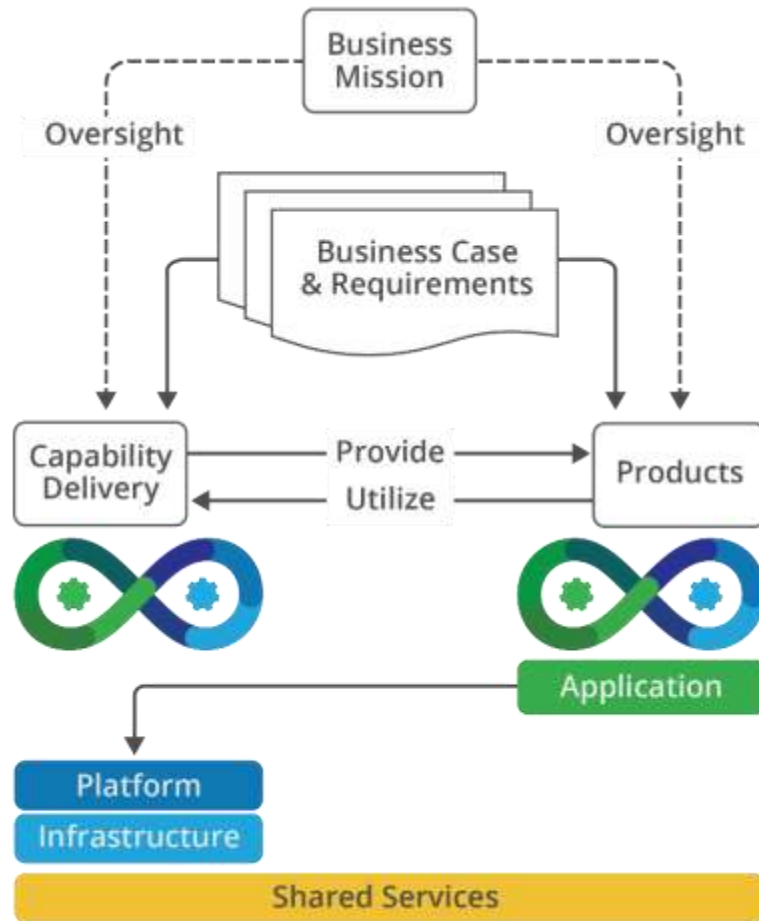 Business
Mission
Oversight
Oversight
Business Case
& Requirements
Capability
Delivery
Provide
Utilize
Products
Application
Platform
Infrastructure
Shared Services